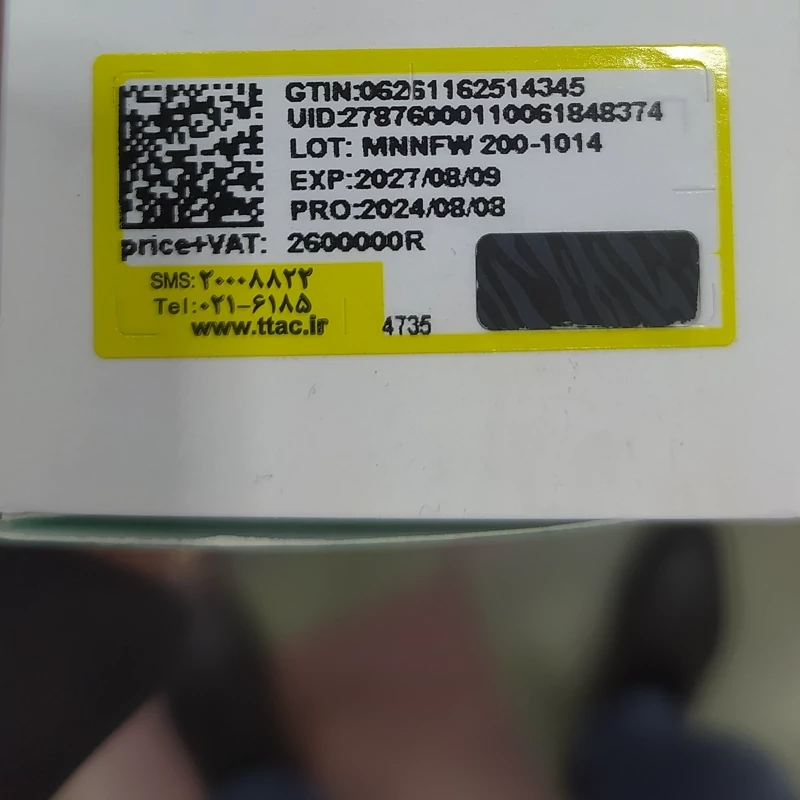 GTIN:06261162514345
UID:27876000110061848374
LOT: MNNFW 200-1014
EXP:2027/08/09
PRO:2024/08/08
price+VAT: 2600000R
SMS:۲۰۰۰۸۸۲۲
Tel:۰۲۱-۶۱۸۵
www.ttac.ir
4735